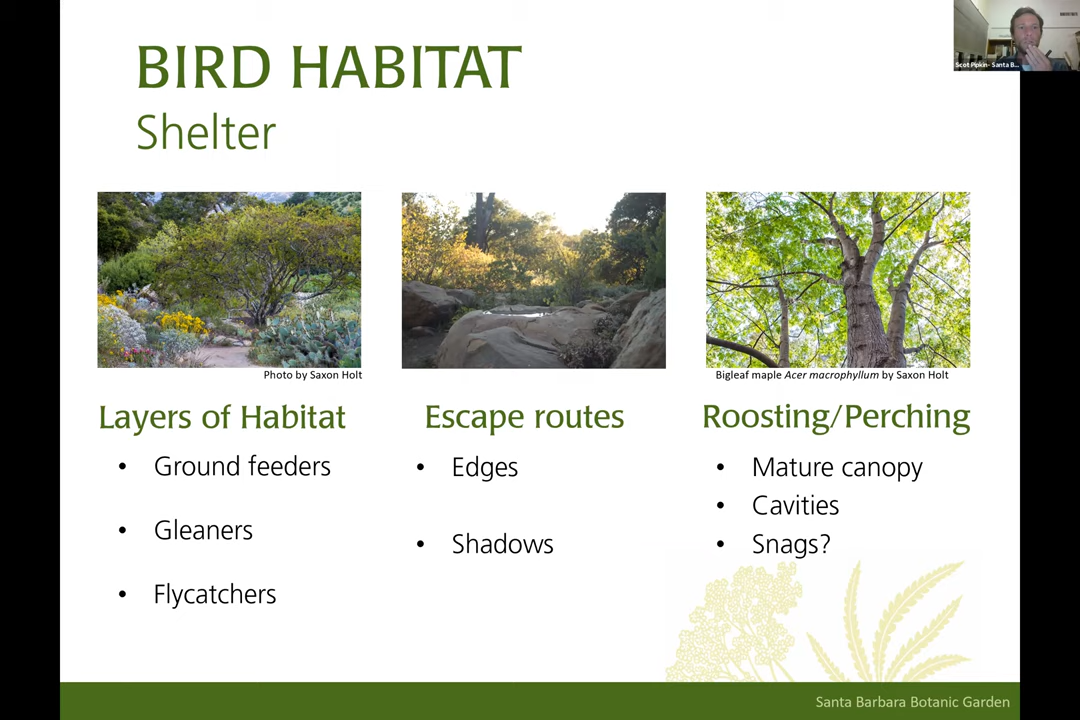 BIRD HABITAT
Shelter
Scot Pipkin- Santa B...
Photo by Saxon Holt
Bigleaf maple Acer macrophyllum by Saxon Holt
Layers of Habitat
• Ground feeders
• Gleaners
• Flycatchers
Escape routes
• Edges
• Shadows
Roosting/Perching
• Mature canopy
• Cavities
• Snags?
Santa Barbara Botanic Garden